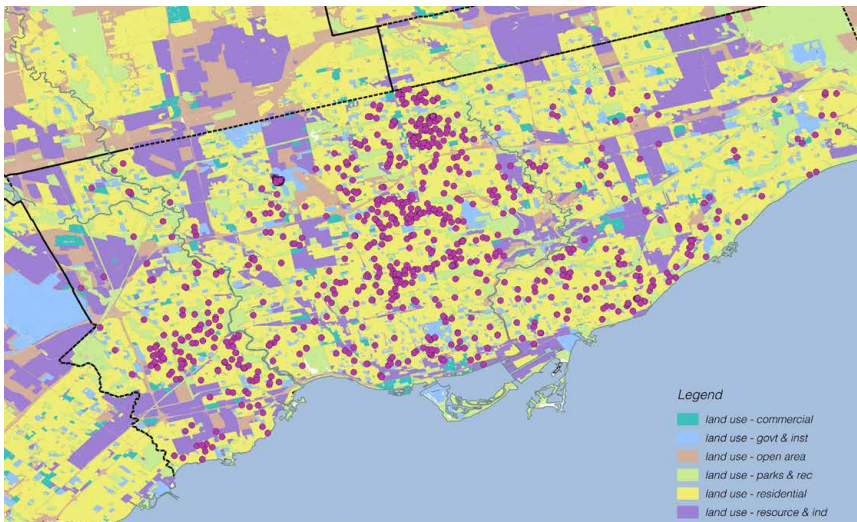 Legend
land use - commercial
land use - govt & inst
land use - open area
land use - parks & rec
land use - residential
land use - resource & ind